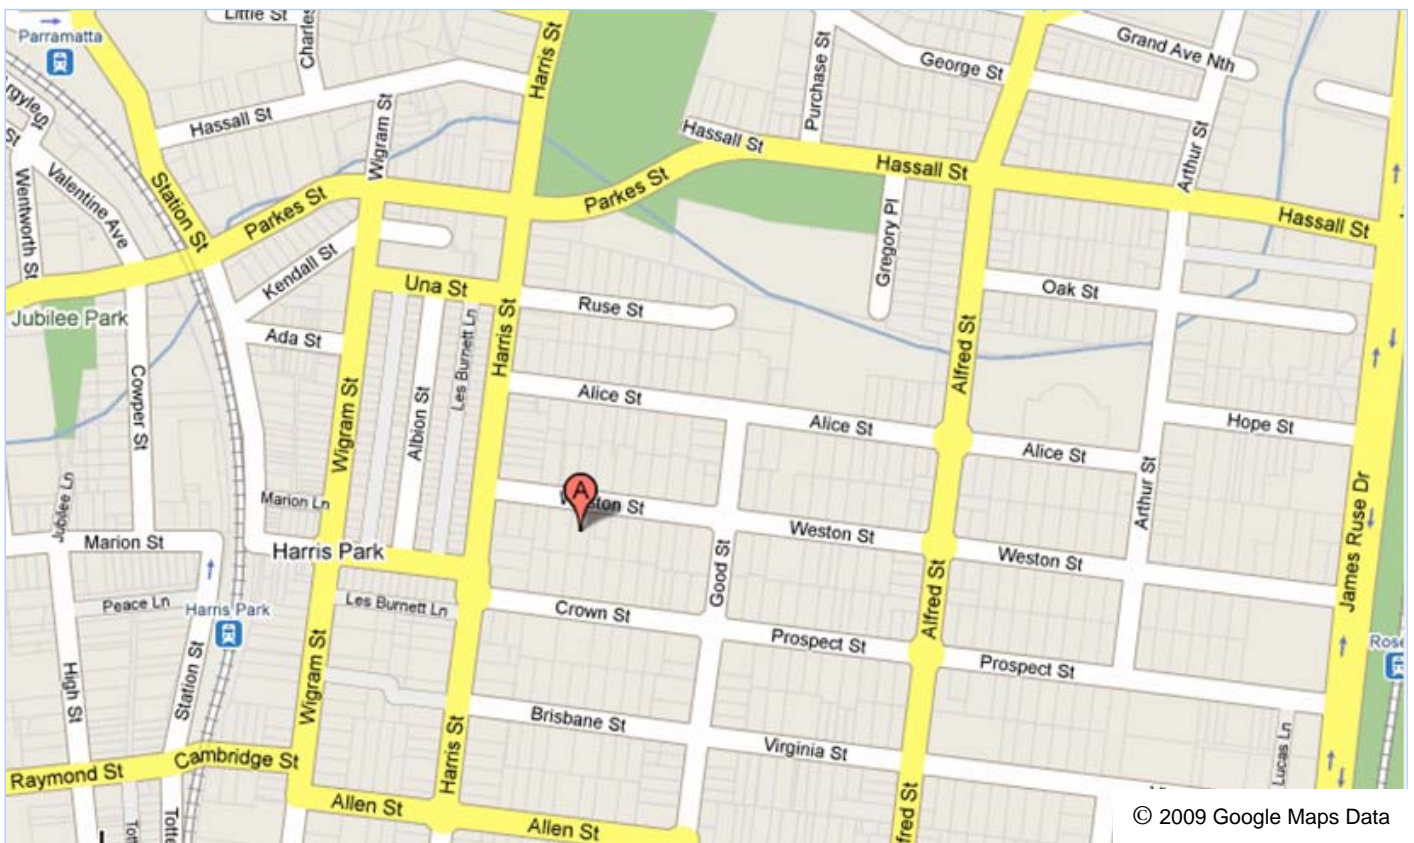 Little St
Charles
Harris St
Parramatta
Grand Ave Nth
George St
Purchase St
Hassall St
Wigram St
Hassall St
Arthur St
St
Valentine Ave
Wentworth St
Station St
Parkes St
Parkes St
Hassall St
Hassall St
Gregory Pl
Kendall St
Una St
Ruse St
Oak St
Jubilee Park
Ada St
Harris St
Les Burnett Ln
Alfred St
Cowper St
Wigram St
Albion St
Alice St
Alice St
Alice St
Hope St
Arthur St
James Ruse Dr
Jubilee Ln
Marion Ln
A
Weston St
Weston St
Marion St
Harris Park
Good St
Alfred St
Peace Ln
Harris Park
Les Burnett Ln
Crown St
Prospect St
Prospect St
Rose
High St
Station St
Wigram St
Harris St
Brisbane St
Virginia St
Lucas Ln
Raymond St
Cambridge St
Allen St
Allen St
fred St
Totte
© 2009 Google Maps Data